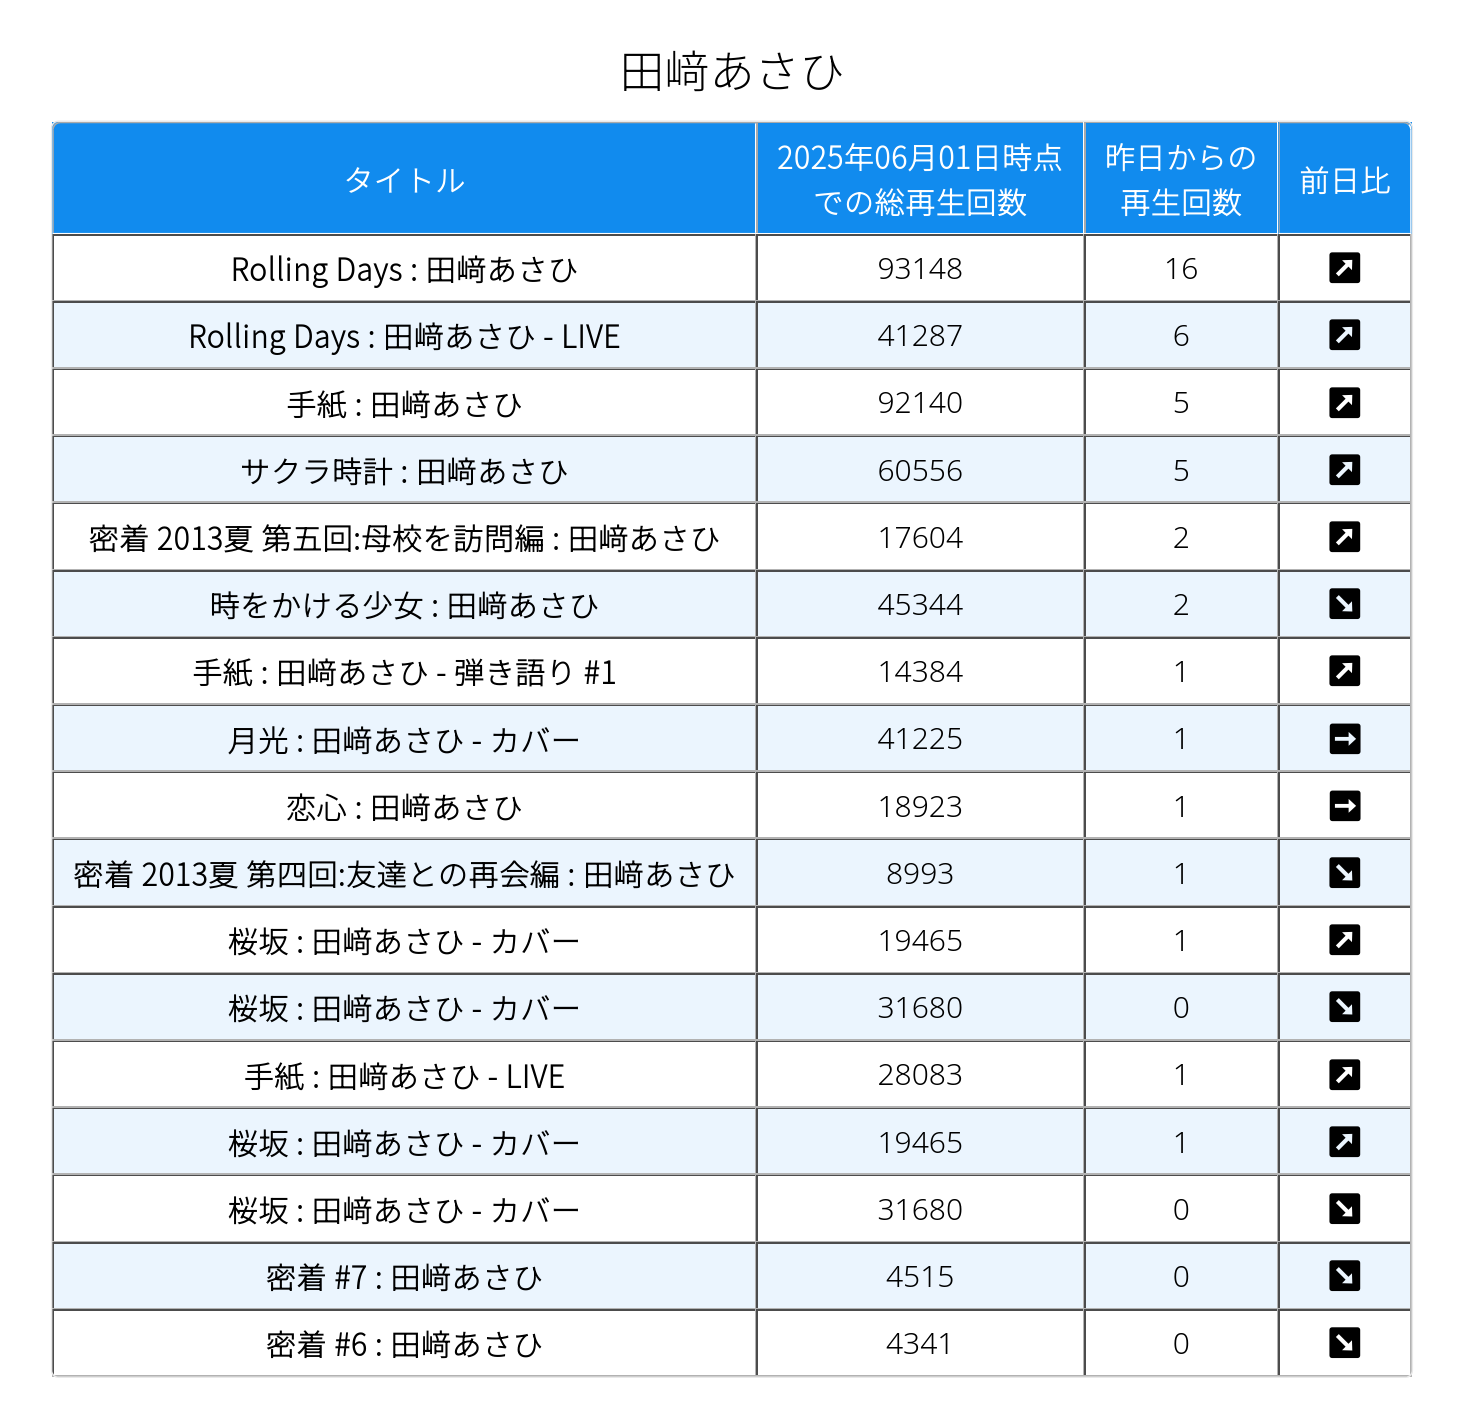 田﨑あさひ
タイトル 2025年06月01日時点での総再生回数 昨日からの再生回数 前日比
Rolling Days : 田﨑あさひ 93148 16 ↗
Rolling Days : 田﨑あさひ - LIVE 41287 6 ↗
手紙 : 田﨑あさひ 92140 5 ↗
サクラ時計 : 田﨑あさひ 60556 5 ↗
密着 2013夏 第五回:母校を訪問編 : 田﨑あさひ 17604 2 ↗
時をかける少女 : 田﨑あさひ 45344 2 ↘
手紙 : 田﨑あさひ - 弾き語り #1 14384 1 ↗
月光 : 田﨑あさひ - カバー 41225 1 →
恋心 : 田﨑あさひ 18923 1 →
密着 2013夏 第四回:友達との再会編 : 田﨑あさひ 8993 1 ↘
桜坂 : 田﨑あさひ - カバー 19465 1 ↗
桜坂 : 田﨑あさひ - カバー 31680 0 ↘
手紙 : 田﨑あさひ - LIVE 28083 1 ↗
桜坂 : 田﨑あさひ - カバー 19465 1 ↗
桜坂 : 田﨑あさひ - カバー 31680 0 ↘
密着 #7 : 田﨑あさひ 4515 0 ↘
密着 #6 : 田﨑あさひ 4341 0 ↘